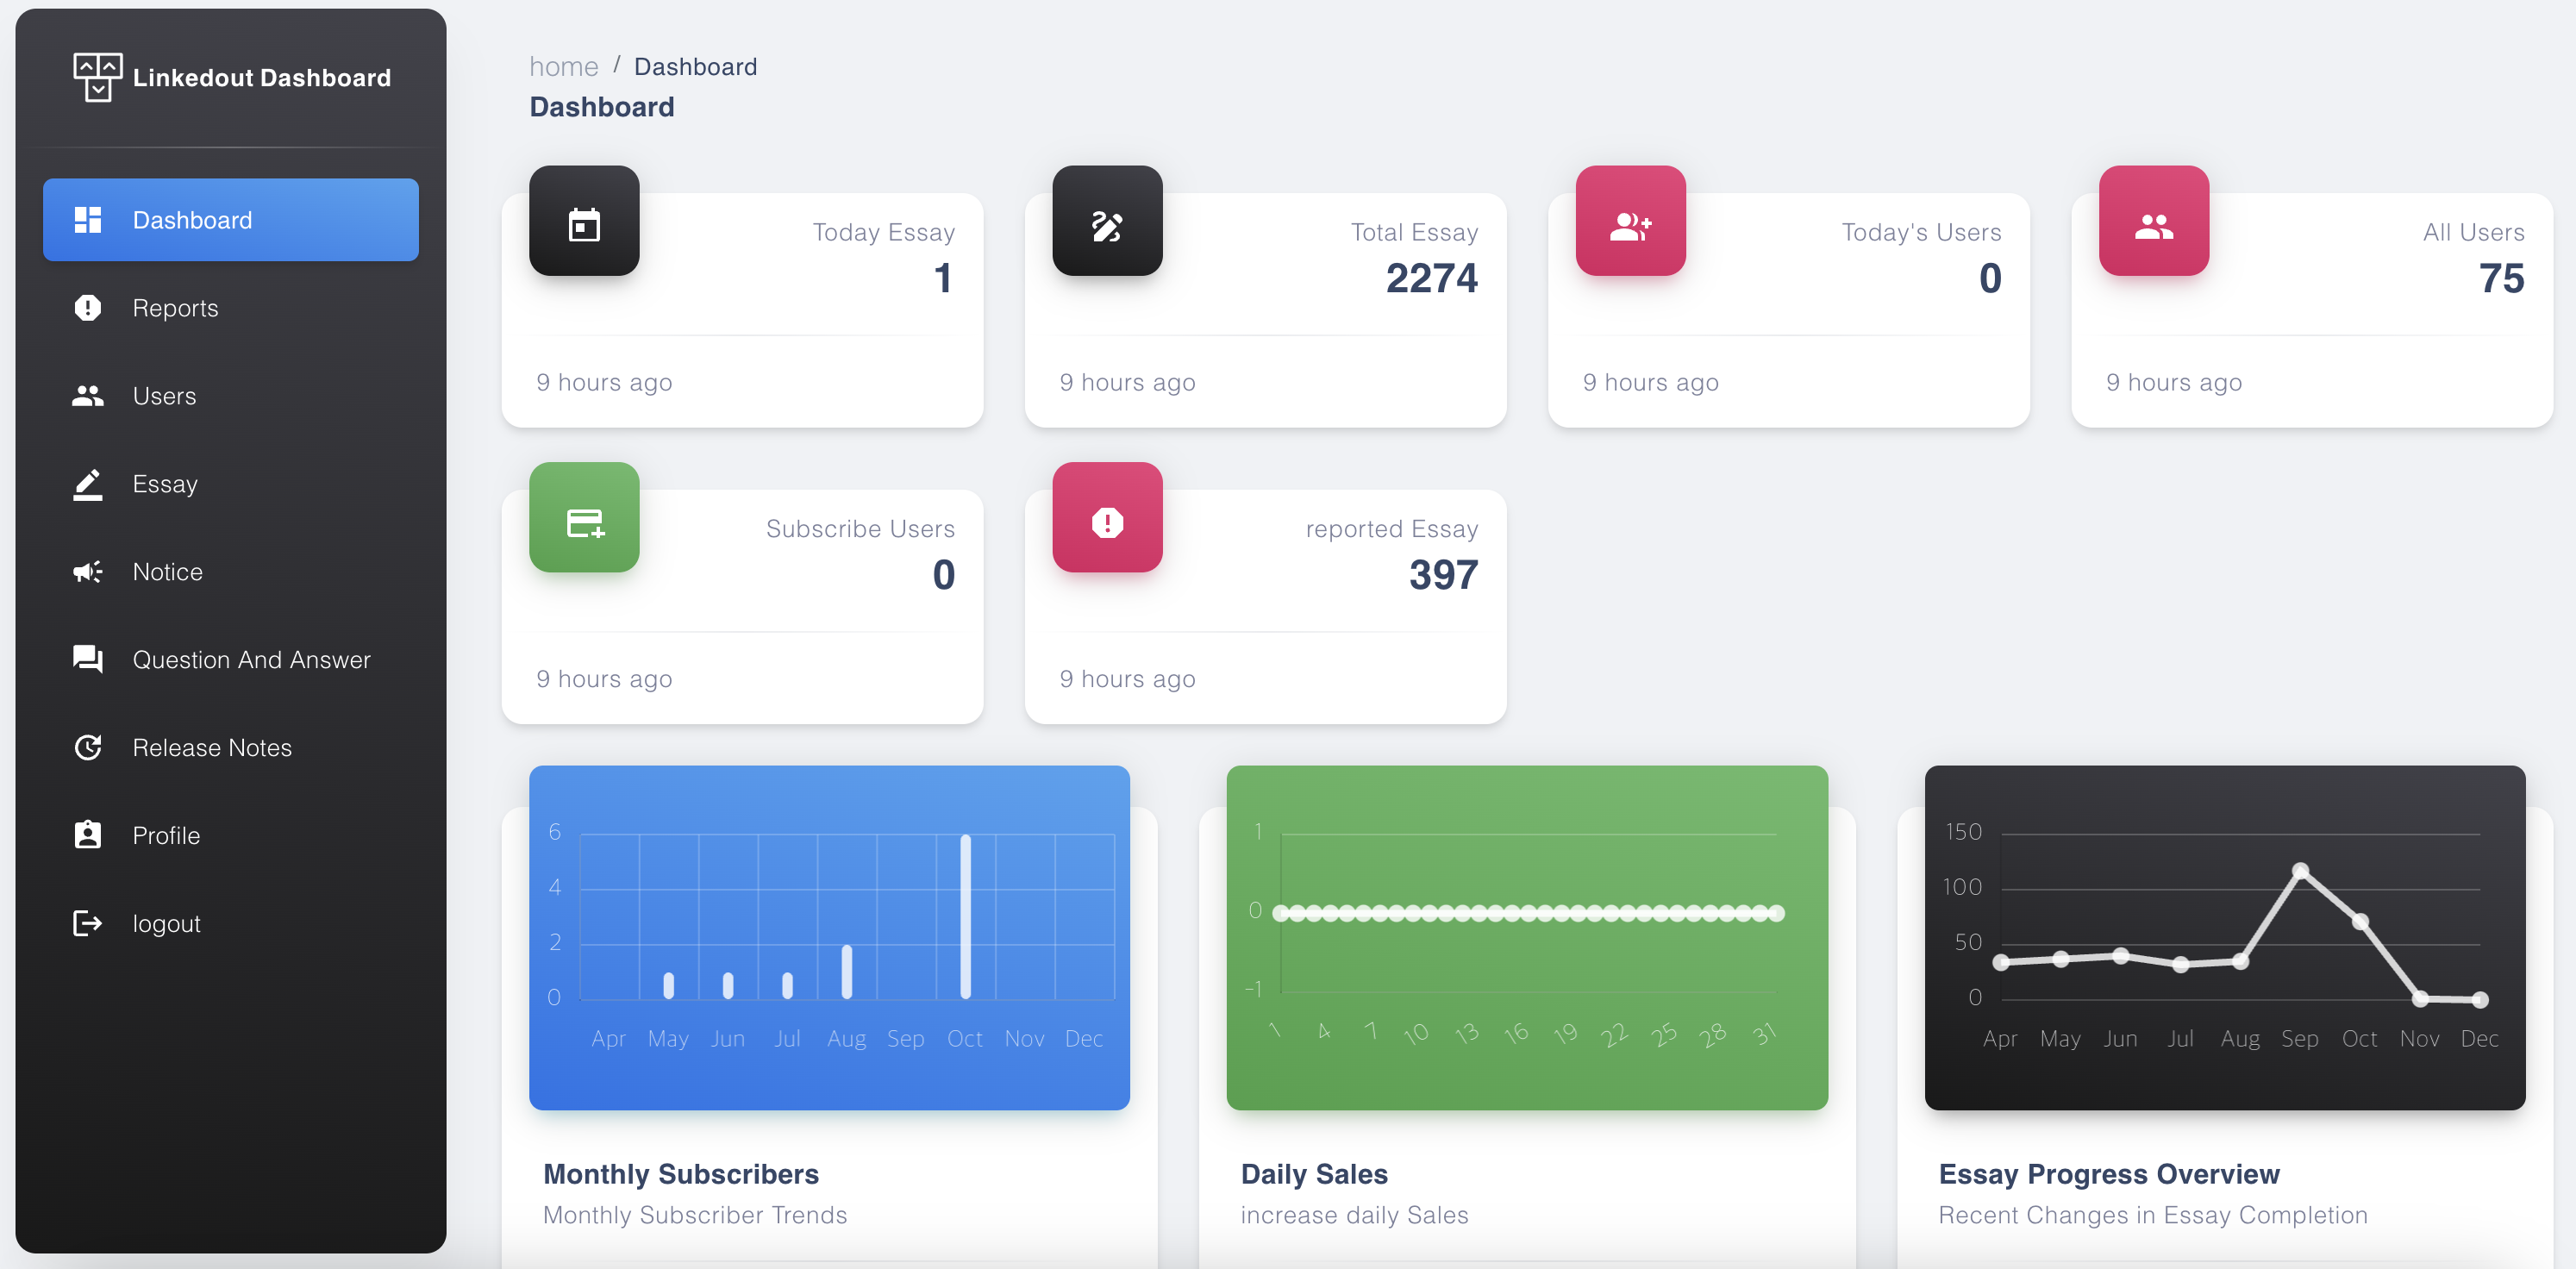 Linkedout Dashboard
Dashboard
Reports
Users
Essay
Notice
Question And Answer
Release Notes
Profile
logout
home / Dashboard
Dashboard
Today Essay
1
9 hours ago
Total Essay
2274
9 hours ago
Today's Users
0
9 hours ago
All Users
75
9 hours ago
Subscribe Users
0
9 hours ago
reported Essay
397
9 hours ago
6
4
2
0
Apr May Jun Jul Aug Sep Oct Nov Dec
Monthly Subscribers
Monthly Subscriber Trends
1
0
-1
1 4 7 10 13 16 19 22 25 28 31
Daily Sales
increase daily Sales
150
100
50
0
Apr May Jun Jul Aug Sep Oct Nov Dec
Essay Progress Overview
Recent Changes in Essay Completion